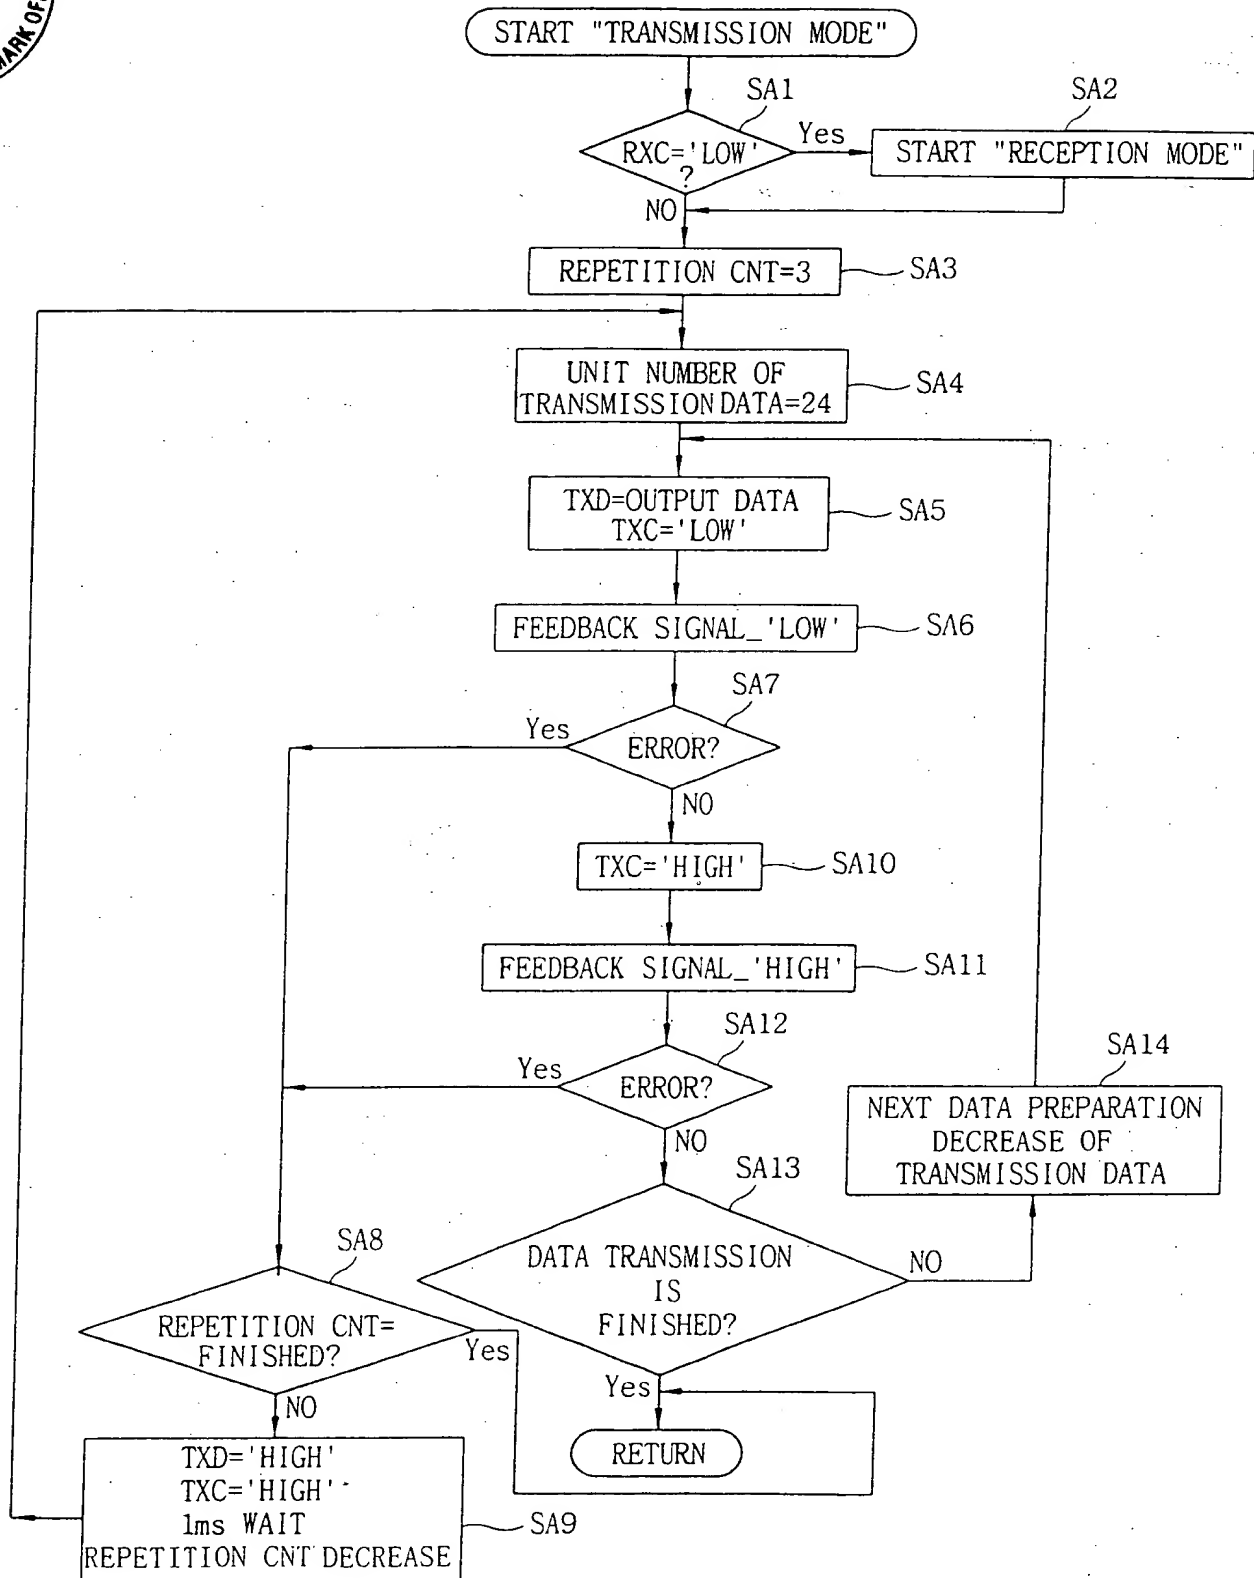 MARK OF
START "TRANSMISSION MODE"
SA1
SA2
RXC='LOW'
?
Yes
START "RECEPTION MODE"
NO
REPETITION CNT=3
SA3
UNIT NUMBER OF
TRANSMISSION DATA=24
SA4
TXD=OUTPUT DATA
TXC='LOW'
SA5
FEEDBACK SIGNAL_'LOW'
SA6
SA7
Yes
ERROR?
NO
TXC='HIGH'
SA10
FEEDBACK SIGNAL_'HIGH'
SA11
SA12
Yes
ERROR?
NO
SA14
NEXT DATA PREPARATION
DECREASE OF
TRANSMISSION DATA
SA13
DATA TRANSMISSION
IS
FINISHED?
NO
SA8
REPETITION CNT=
FINISHED?
Yes
Yes
NO
RETURN
TXD='HIGH'
TXC='HIGH'
1ms WAIT
REPETITION CNT DECREASE
SA9